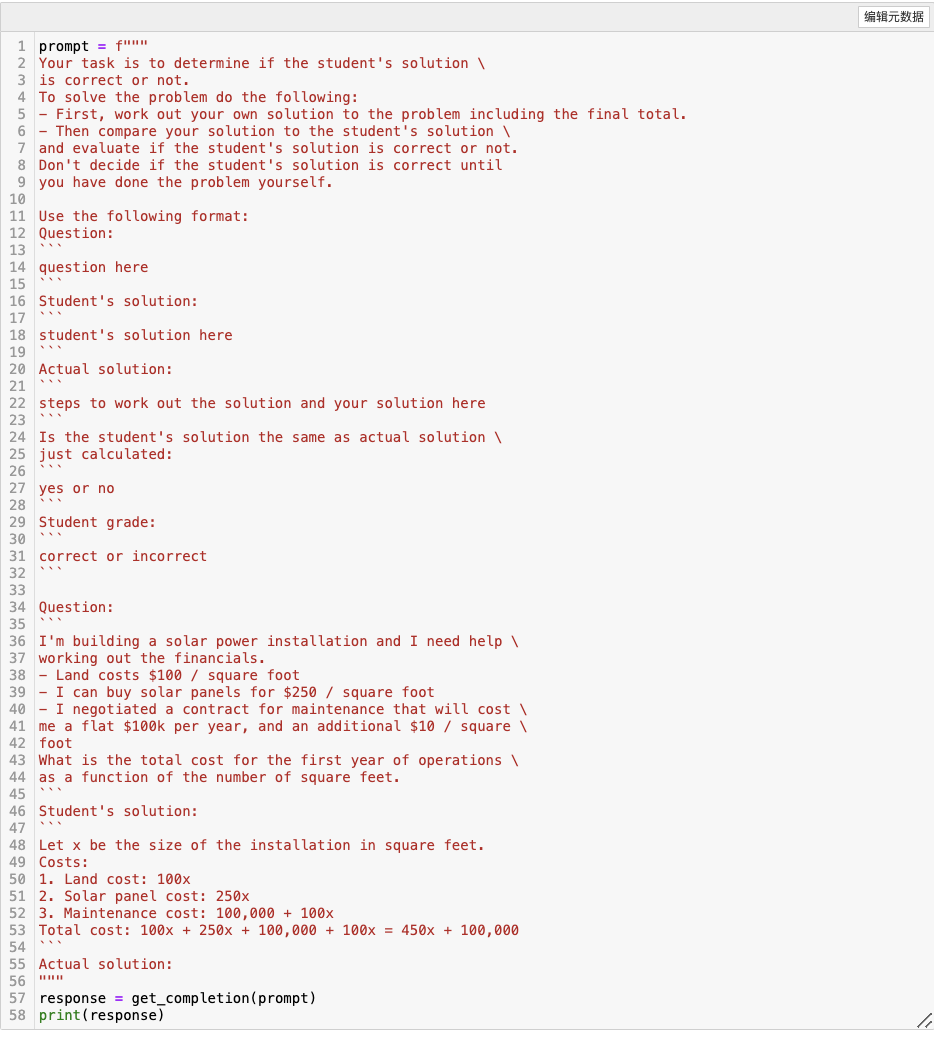 编辑元数据
1 prompt = f"""
2 Your task is to determine if the student's solution \
3 is correct or not.
4 To solve the problem do the following:
5 - First, work out your own solution to the problem including the final total.
6 - Then compare your solution to the student's solution \
7 and evaluate if the student's solution is correct or not.
8 Don't decide if the student's solution is correct until
9 you have done the problem yourself.
10
11 Use the following format:
12 Question:
13 ```
14 question here
15 ```
16 Student's solution:
17 ```
18 student's solution here
19 ```
20 Actual solution:
21 ```
22 steps to work out the solution and your solution here
23 ```
24 Is the student's solution the same as actual solution \
25 just calculated:
26 ```
27 yes or no
28 ```
29 Student grade:
30 ```
31 correct or incorrect
32 ```
33
34 Question:
35 ```
36 I'm building a solar power installation and I need help \
37 working out the financials.
38 - Land costs $100 / square foot
39 - I can buy solar panels for $250 / square foot
40 - I negotiated a contract for maintenance that will cost \
41 me a flat $100k per year, and an additional $10 / square \
42 foot
43 What is the total cost for the first year of operations \
44 as a function of the number of square feet.
45 ```
46 Student's solution:
47 ```
48 Let x be the size of the installation in square feet.
49 Costs:
50 1. Land cost: 100x
51 2. Solar panel cost: 250x
52 3. Maintenance cost: 100,000 + 100x
53 Total cost: 100x + 250x + 100,000 + 100x = 450x + 100,000
54 ```
55 Actual solution:
56 """
57 response = get_completion(prompt)
58 print(response)